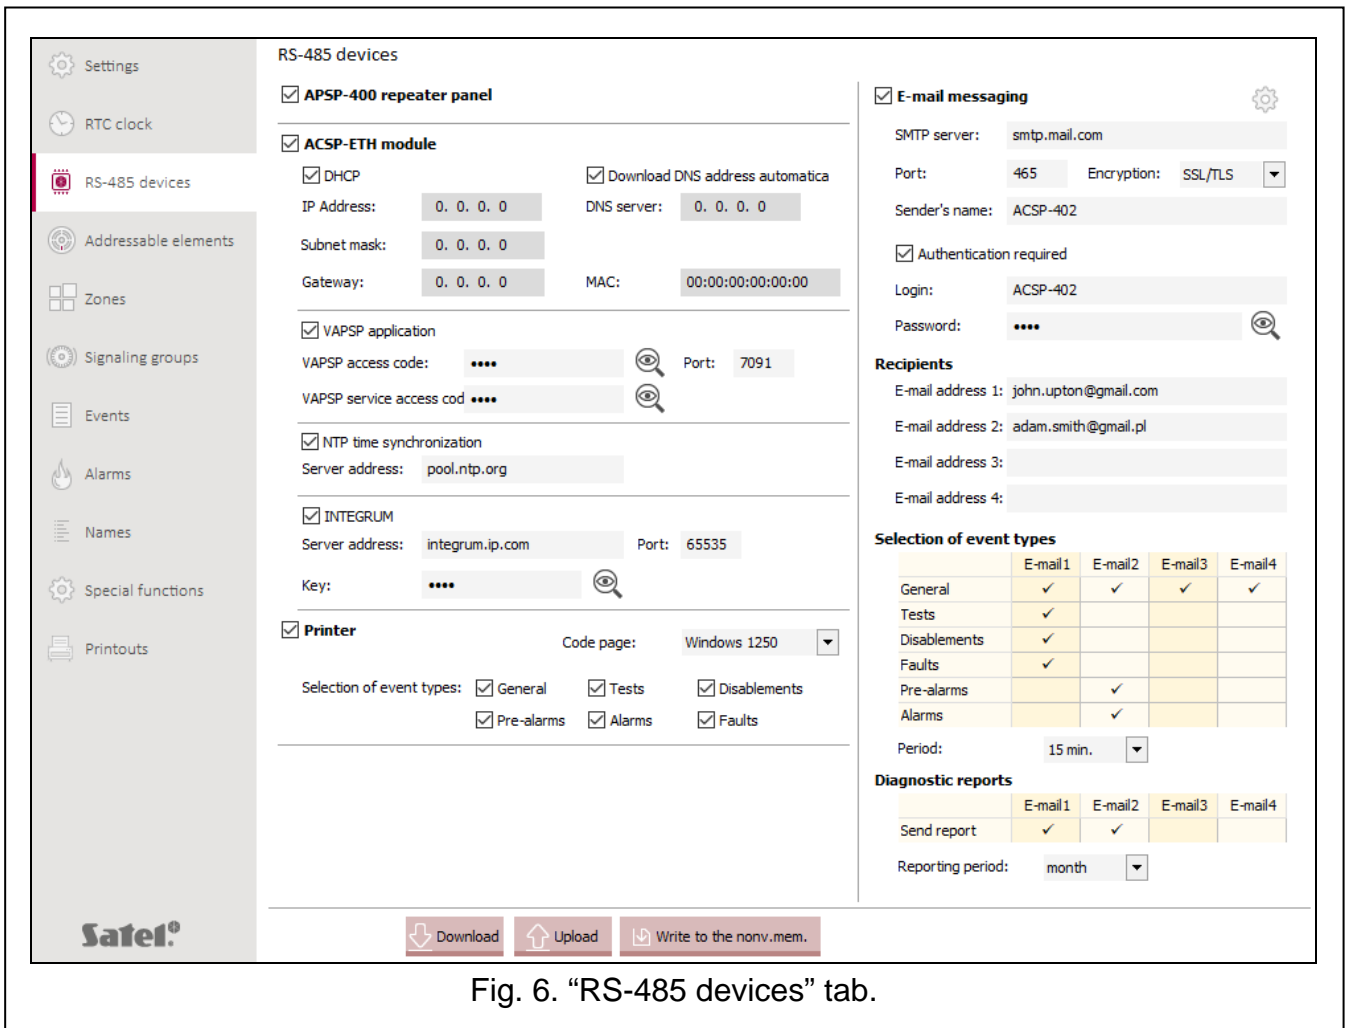 Settings
RTC clock
RS-485 devices
Addressable elements
Zones
Signaling groups
Events
Alarms
Names
Special functions
Printouts
Satel®
RS-485 devices
APSP-400 repeater panel
ACSP-ETH module
DHCP
Download DNS address automatica
IP Address: 0. 0. 0. 0 DNS server: 0. 0. 0. 0
Subnet mask: 0. 0. 0. 0
Gateway: 0. 0. 0. 0 MAC: 00:00:00:00:00:00
VAPSP application
VAPSP access code: •••• Port: 7091
VAPSP service access cod ••••
NTP time synchronization
Server address: pool.ntp.org
INTEGRUM
Server address: integrum.ip.com Port: 65535
Key: ••••
Printer
Code page: Windows 1250
Selection of event types: General Tests Disablements
Pre-alarms Alarms Faults
E-mail messaging
SMTP server: smtp.mail.com
Port: 465 Encryption: SSL/TLS
Sender's name: ACSP-402
Authentication required
Login: ACSP-402
Password: ••••
Recipients
E-mail address 1: john.upton@gmail.com
E-mail address 2: adam.smith@gmail.pl
E-mail address 3:
E-mail address 4:
Selection of event types
E-mail1 E-mail2 E-mail3 E-mail4
General ✓ ✓ ✓ ✓
Tests ✓
Disablements ✓
Faults ✓
Pre-alarms ✓
Alarms ✓
Period: 15 min.
Diagnostic reports
E-mail1 E-mail2 E-mail3 E-mail4
Send report ✓ ✓
Reporting period: month
Download Upload Write to the nonv.mem.
Fig. 6. “RS-485 devices” tab.